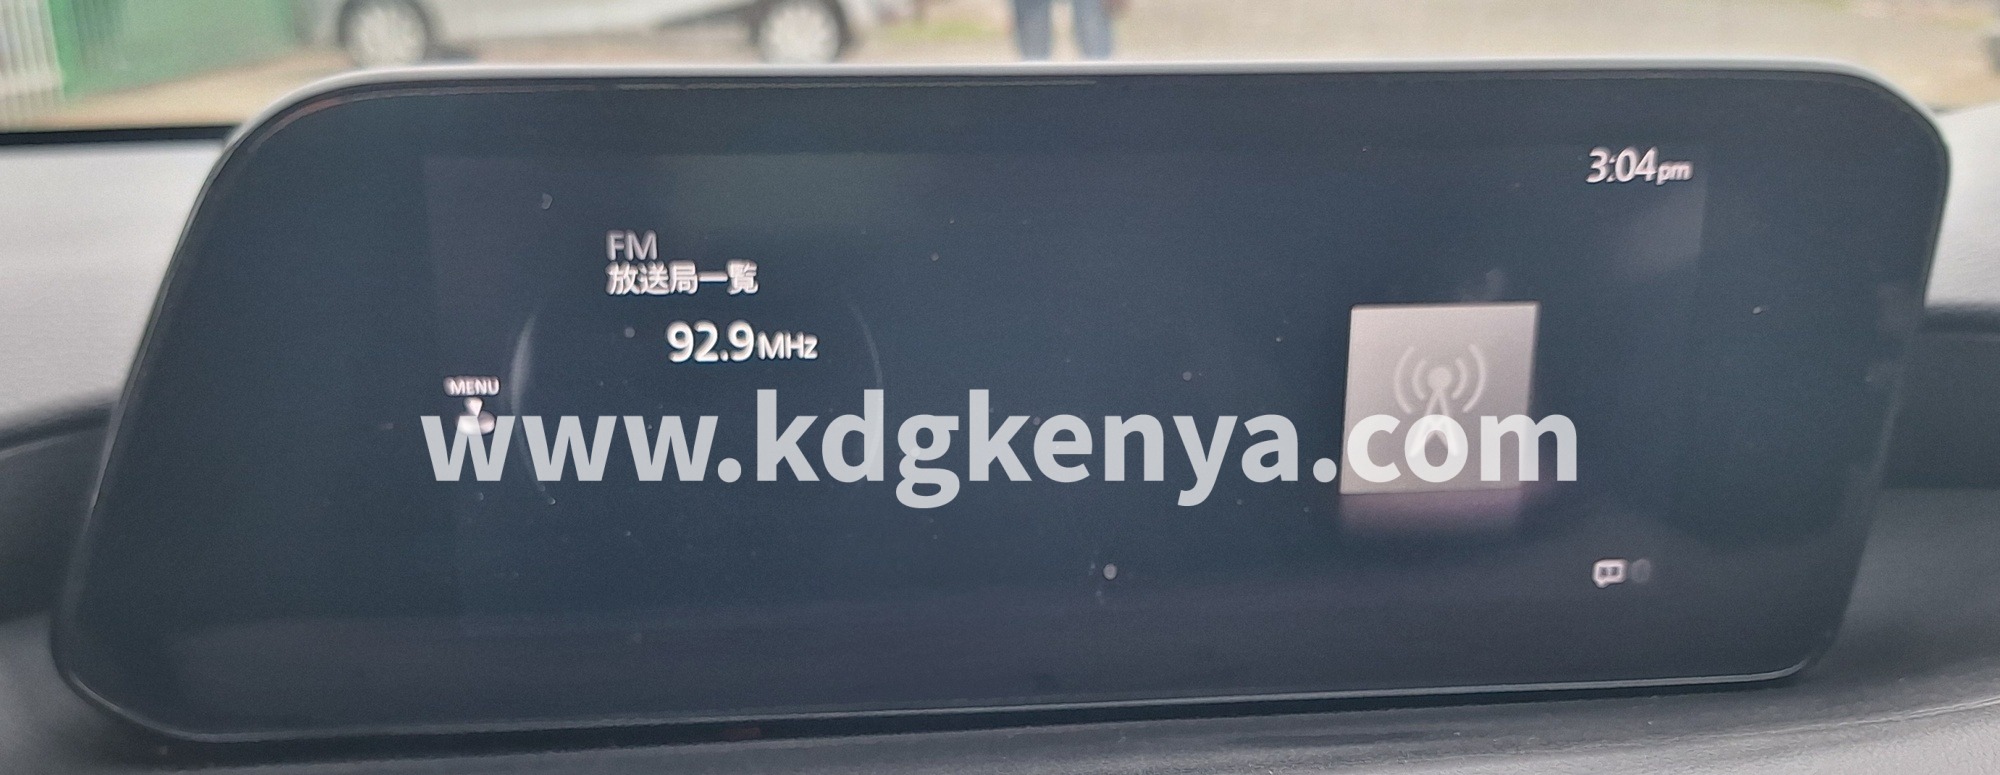 3:04pm
FM
放送局一覧
92.9MHz
MENU
www.kdgkenya.com